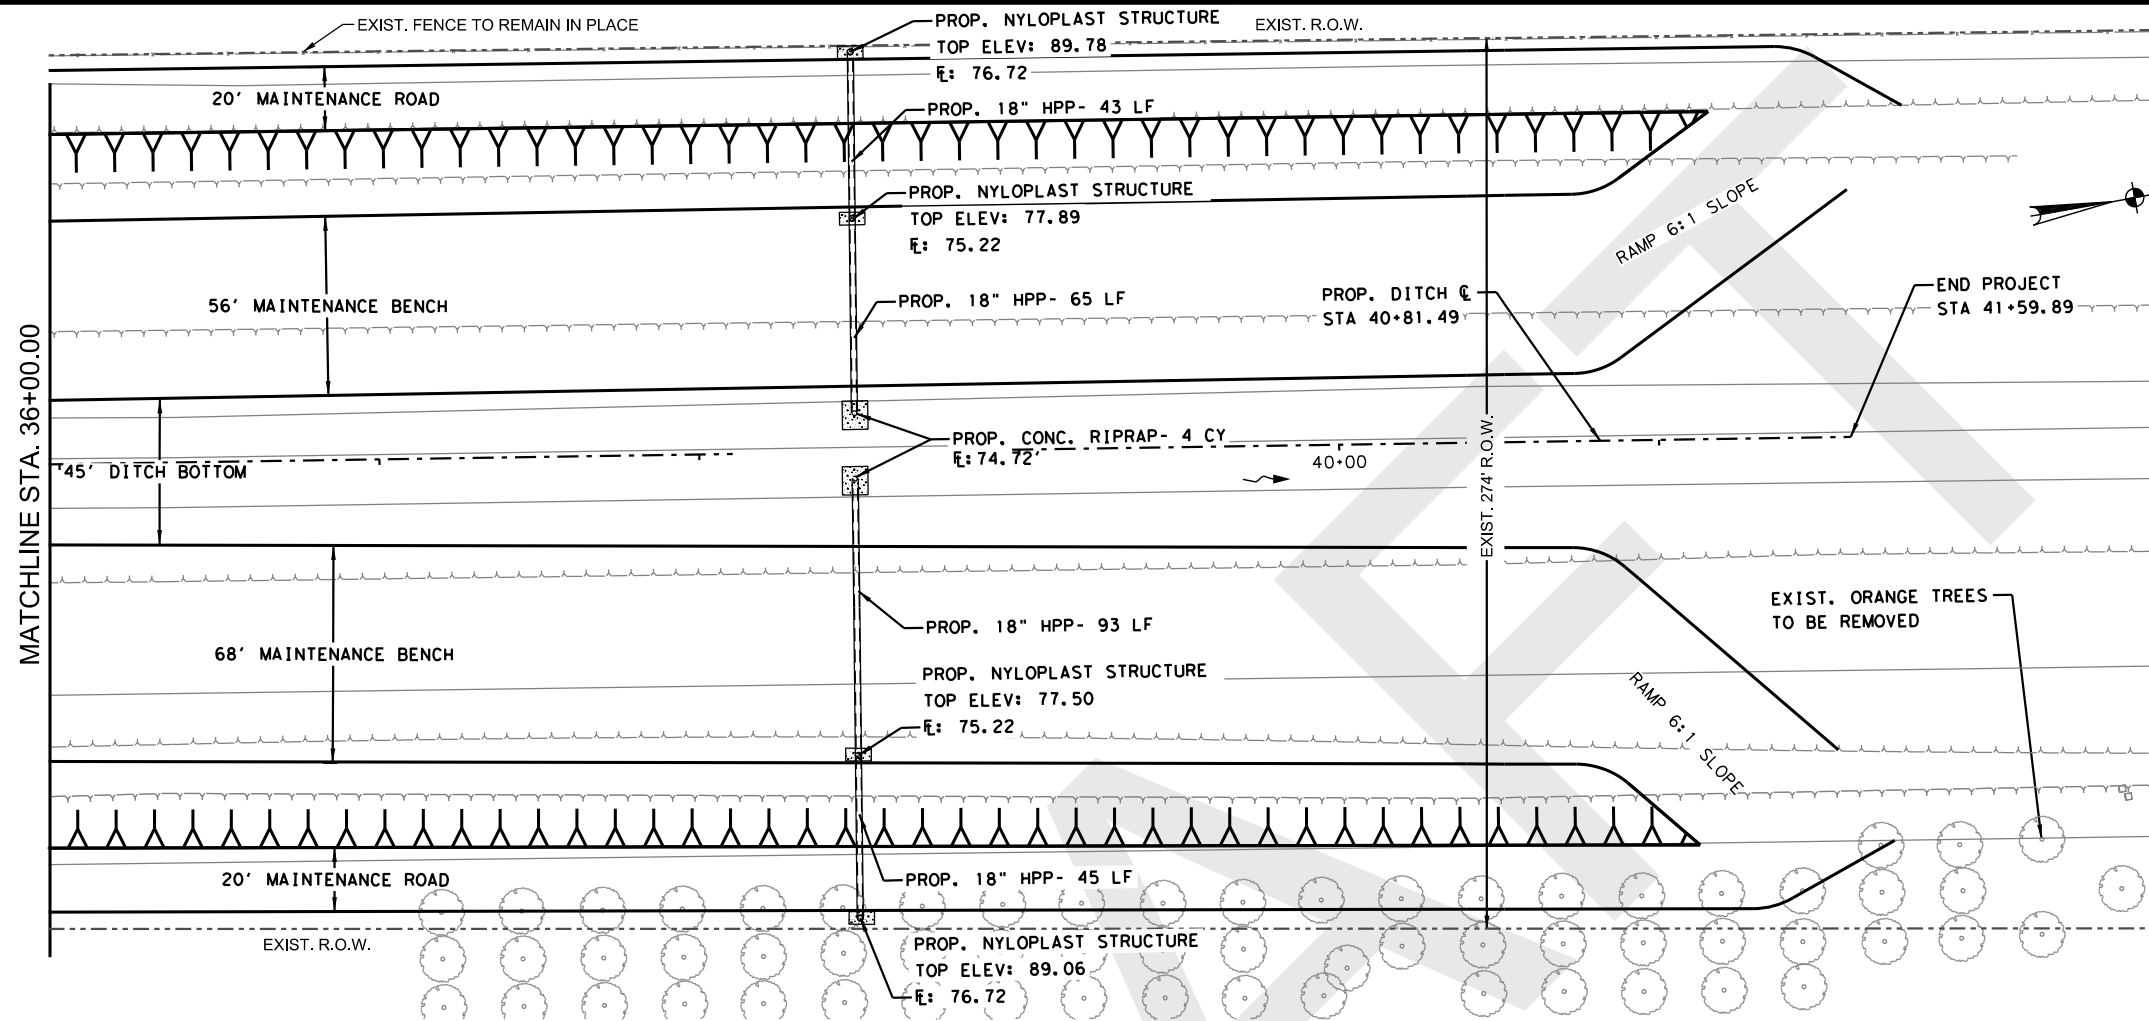 EXIST. FENCE TO REMAIN IN PLACE
PROP. NYLOPLAST STRUCTURE
TOP ELEV: 89.78
FL: 76.72
EXIST. R.O.W.
20' MAINTENANCE ROAD
PROP. 18" HPP- 43 LF
PROP. NYLOPLAST STRUCTURE
TOP ELEV: 77.89
FL: 75.22
RAMP 6:1 SLOPE
56' MAINTENANCE BENCH
PROP. 18" HPP- 65 LF
PROP. DITCH ℄
STA 40+81.49
END PROJECT
STA 41+59.89
MATCHLINE STA. 36+00.00
45' DITCH BOTTOM
PROP. CONC. RIPRAP- 4 CY
FL: 74.72'
40+00
EXIST. 274' R.O.W.
68' MAINTENANCE BENCH
PROP. 18" HPP- 93 LF
PROP. NYLOPLAST STRUCTURE
TOP ELEV: 77.50
FL: 75.22
EXIST. ORANGE TREES
TO BE REMOVED
RAMP 6:1 SLOPE
20' MAINTENANCE ROAD
PROP. 18" HPP- 45 LF
EXIST. R.O.W.
PROP. NYLOPLAST STRUCTURE
TOP ELEV: 89.06
FL: 76.72